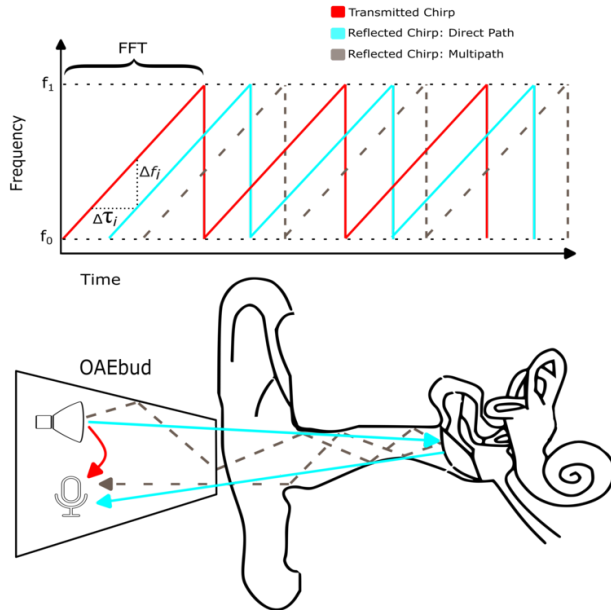 Transmitted Chirp
Reflected Chirp: Direct Path
Reflected Chirp: Multipath
FFT
f₁
Frequency
Δfᵢ
Δτᵢ
f₀
Time
OAEbud